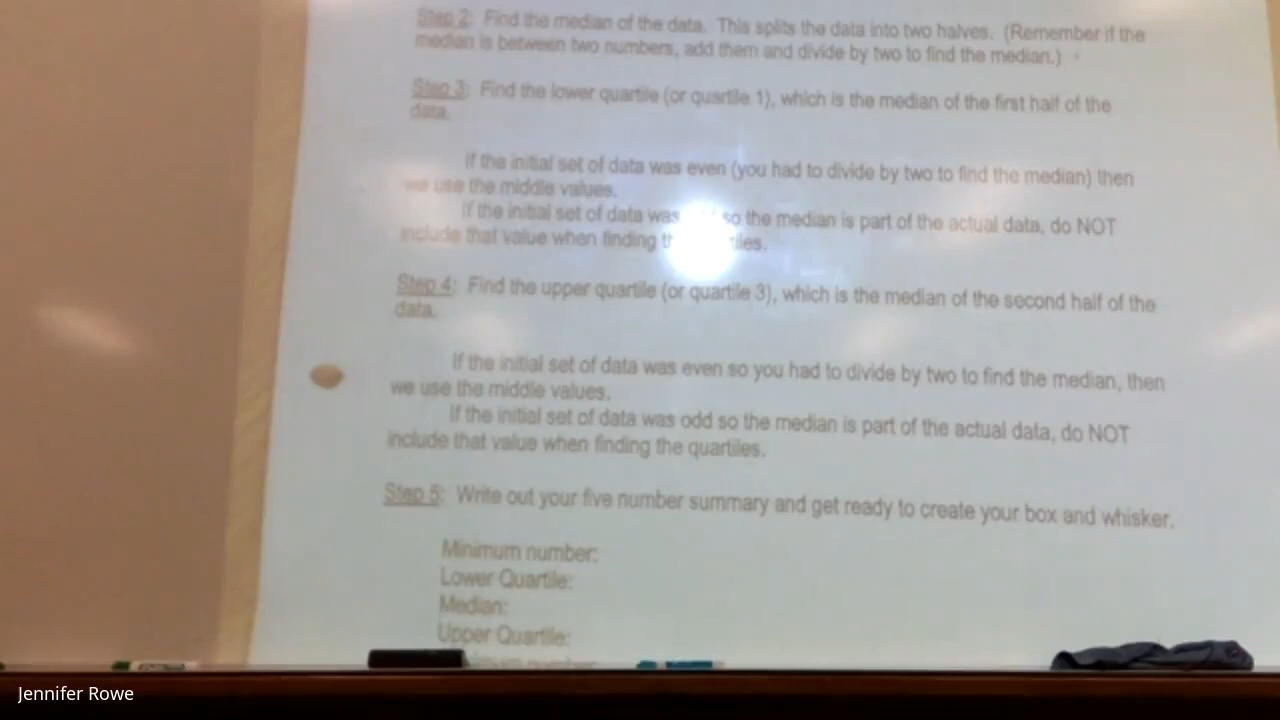 Step 2: Find the median of the data. This splits the data into two halves. (Remember if the
median is between two numbers, add them and divide by two to find the median.)
Step 3: Find the lower quartile (or quartile 1), which is the median of the first half of the
data.
If the initial set of data was even (you had to divide by two to find the median) then
we use the middle values.
If the initial set of data was so the median is part of the actual data, do NOT
include that value when finding
Step 4: Find the upper quartile (or quartile 3), which is the median of the second half of the
data.
If the initial set of data was even so you had to divide by two to find the median, then
we use the middle values.
If the initial set of data was odd so the median is part of the actual data, do NOT
include that value when finding the quartiles.
Step 5: Write out your five number summary and get ready to create your box and whisker.
Minimum number:
Lower Quartile:
Median:
Upper Quartile:
Jennifer Rowe